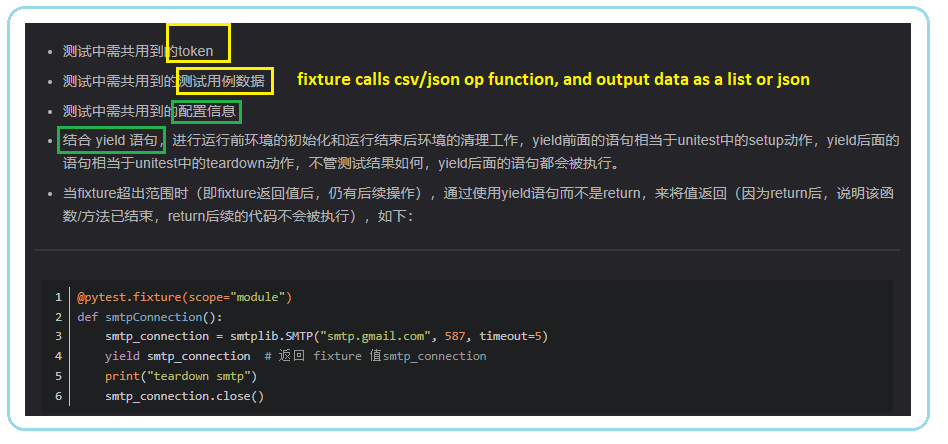 测试中需共用到的token
测试中需共用到的测试用例数据
fixture calls csv/json op function, and output data as a list or json
测试中需共用到的配置信息
结合 yield 语句，进行运行前环境的初始化和运行结束后环境的清理工作，yield前面的语句相当于unitest中的setup动作，yield后面的
语句相当于unitest中的teardown动作，不管测试结果如何，yield后面的语句都会被执行。
当fixture超出范围时（即fixture返回值后，仍有后续操作），通过使用yield语句而不是return，来将值返回（因为return后，说明该函
数/方法已结束，return后续的代码不会被执行），如下：
1 @pytest.fixture(scope="module")
2 def smtpConnection():
3     smtp_connection = smtplib.SMTP("smtp.gmail.com", 587, timeout=5)
4     yield smtp_connection  # 返回 fixture 值smtp_connection
5     print("teardown smtp")
6     smtp_connection.close()